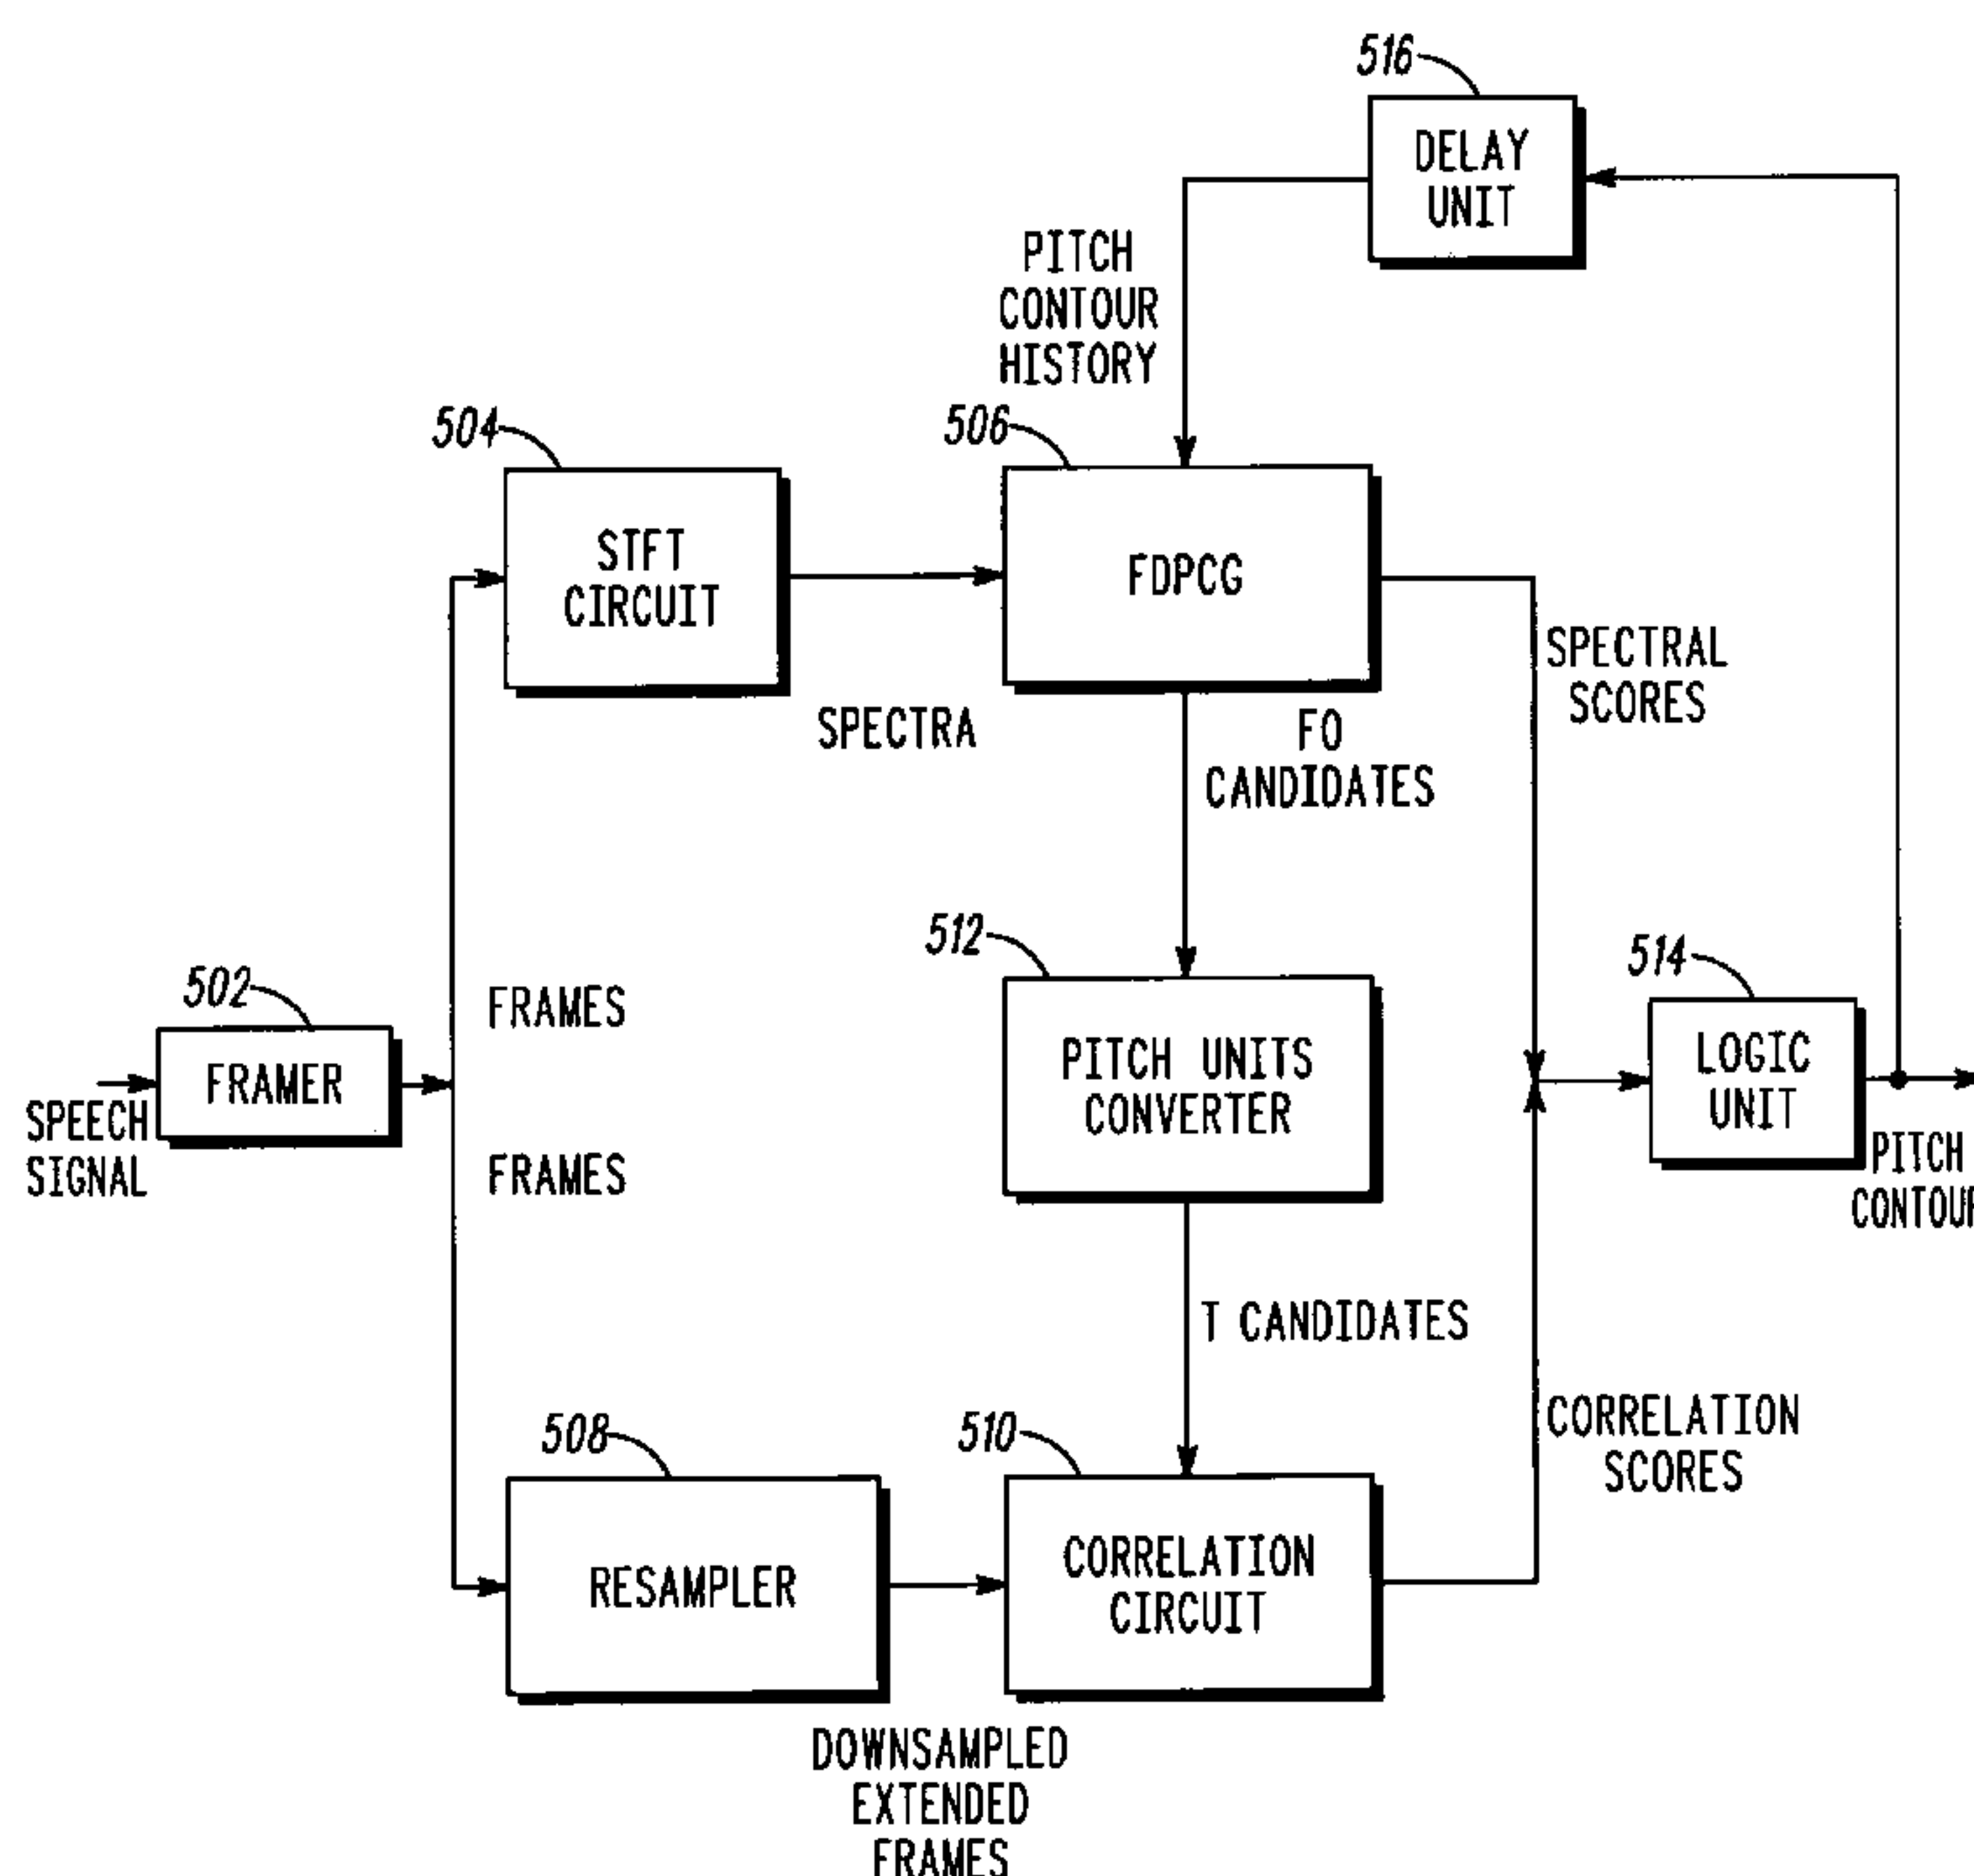 516
DELAY
UNIT
PITCH
CONTOUR
HISTORY
504
506
STFT
CIRCUIT
FDPCG
SPECTRAL
SCORES
SPECTRA
FO
CANDIDATES
512
514
502
FRAMES
FRAMER
PITCH UNITS
CONVERTER
LOGIC
UNIT
SPEECH
SIGNAL
FRAMES
PITCH
CONTOUR
T CANDIDATES
508
510
CORRELATION
SCORES
RESAMPLER
CORRELATION
CIRCUIT
DOWNSAMPLED
EXTENDED
FRAMES